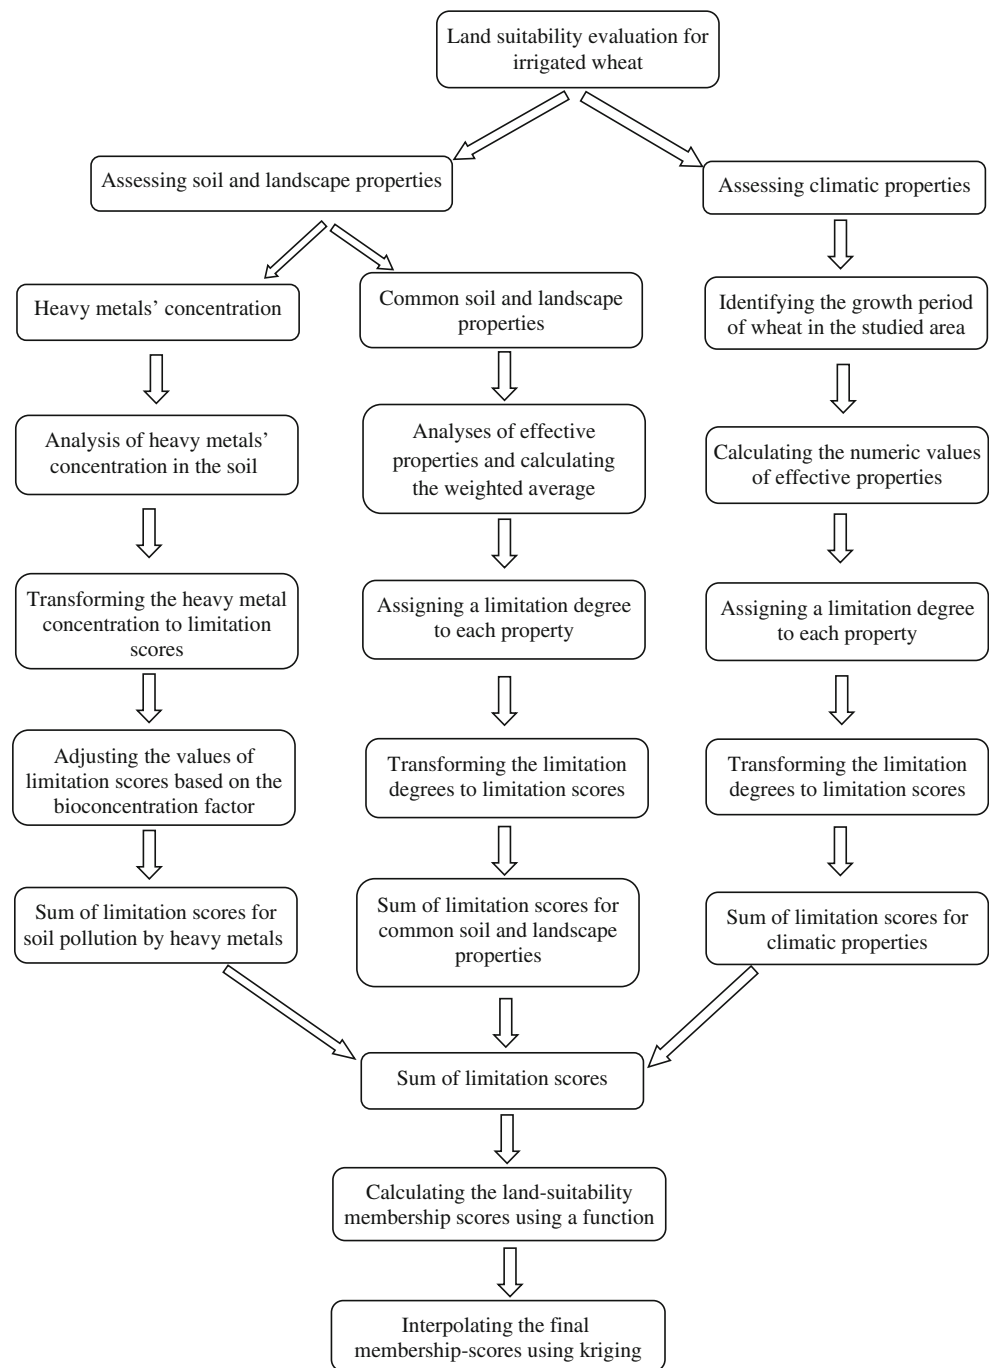 Land suitability evaluation for
irrigated wheat
Assessing soil and landscape properties
Assessing climatic properties
Heavy metals’ concentration
Common soil and landscape
properties
Identifying the growth period
of wheat in the studied area
Analysis of heavy metals’
concentration in the soil
Analyses of effective
properties and calculating
the weighted average
Calculating the numeric values
of effective properties
Transforming the heavy metal
concentration to limitation
scores
Assigning a limitation degree
to each property
Assigning a limitation degree
to each property
Adjusting the values of
limitation scores based on the
bioconcentration factor
Transforming the limitation
degrees to limitation scores
Transforming the limitation
degrees to limitation scores
Sum of limitation scores for
soil pollution by heavy metals
Sum of limitation scores for
common soil and landscape
properties
Sum of limitation scores for
climatic properties
Sum of limitation scores
Calculating the land-suitability
membership scores using a function
Interpolating the final
membership-scores using kriging